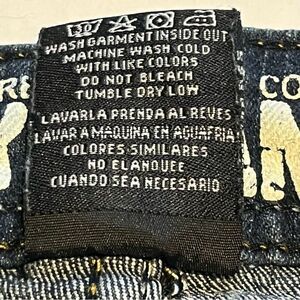 WASH GARMENT INSIDE OUT
MACHINE WASH COLD
WITH LIKE COLORS
DO NOT BLEACH
TUMBLE DRY LOW
LAVARLA PRENDA AL REVES
LAVAR A MAQUINA EN AGUAFRIA
COLORES SIMILARES
NO ELANQUEE
CUANDO SEA NECESARIO
CO